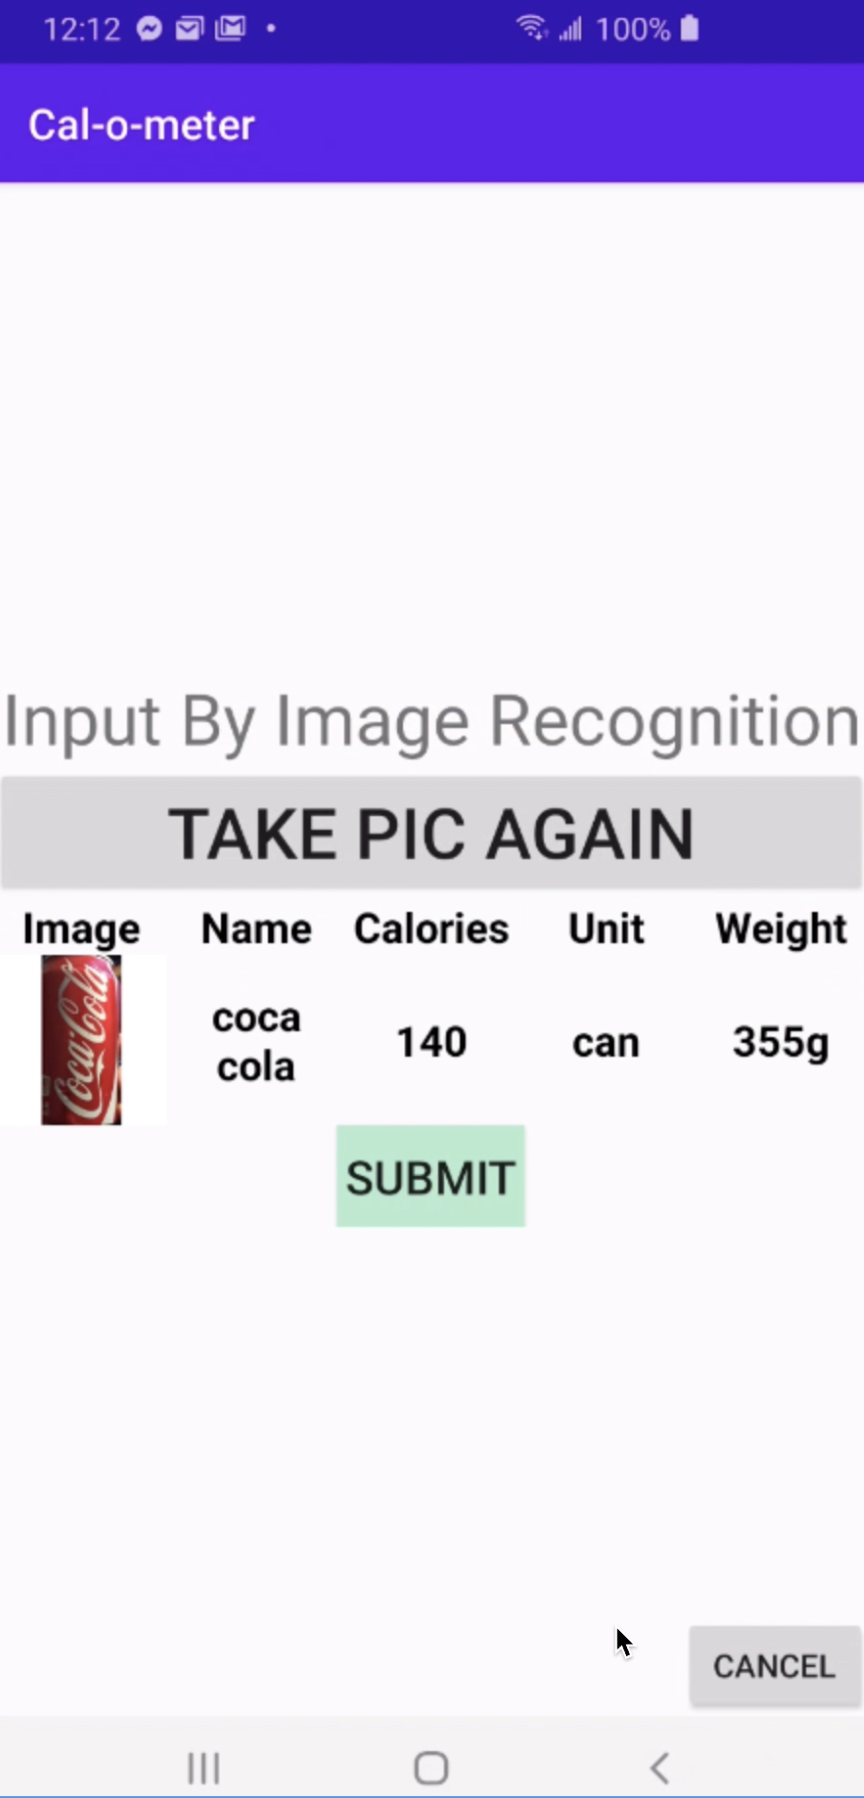 12:12 100%
Cal-o-meter
Input By Image Recognition
TAKE PIC AGAIN
Image Name Calories Unit Weight
Coca-Cola
coca
cola 140 can 355g
SUBMIT
CANCEL